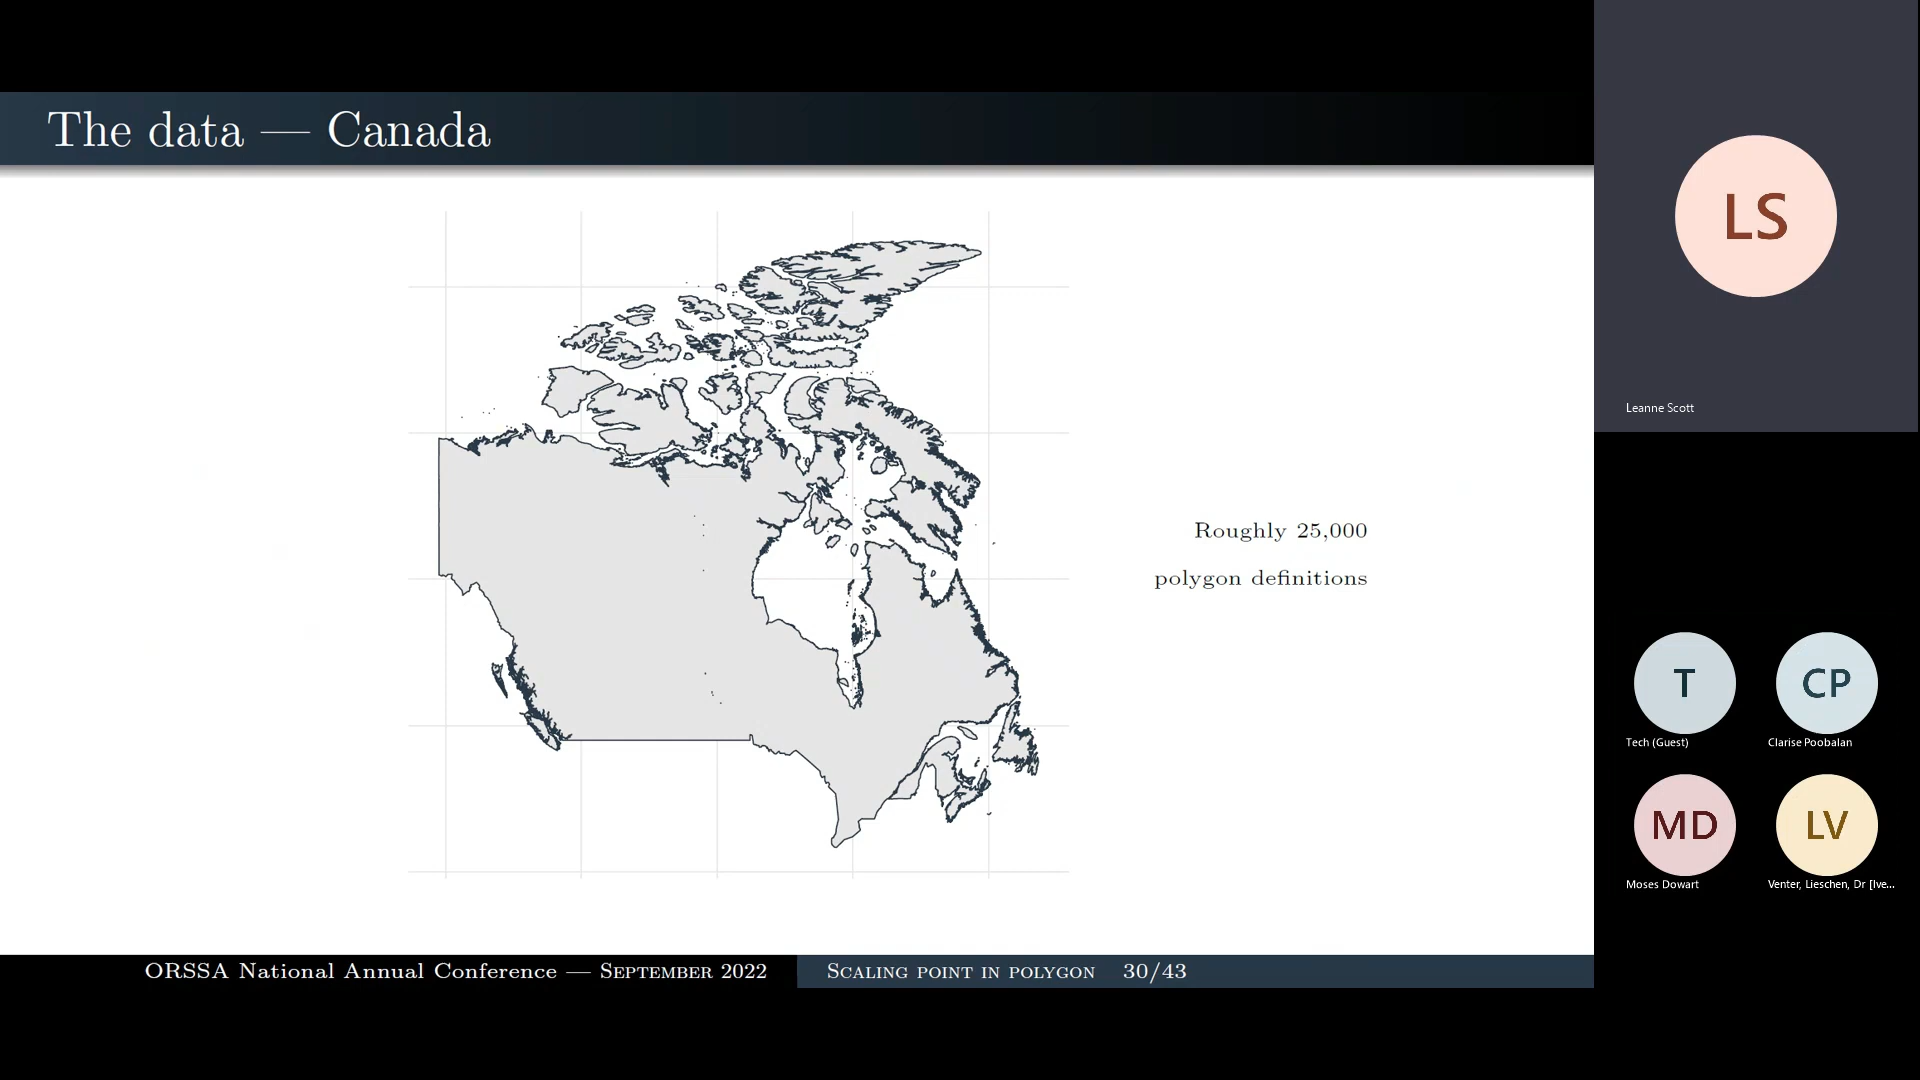 The data — Canada
Roughly 25,000
polygon definitions
ORSSA National Annual Conference — September 2022
Scaling point in polygon 30/43
LS
Leanne Scott
T
CP
Tech (Guest)
Clarise Poobalan
MD
LV
Moses Dowart
Venter, Lieschen, Dr [lve...